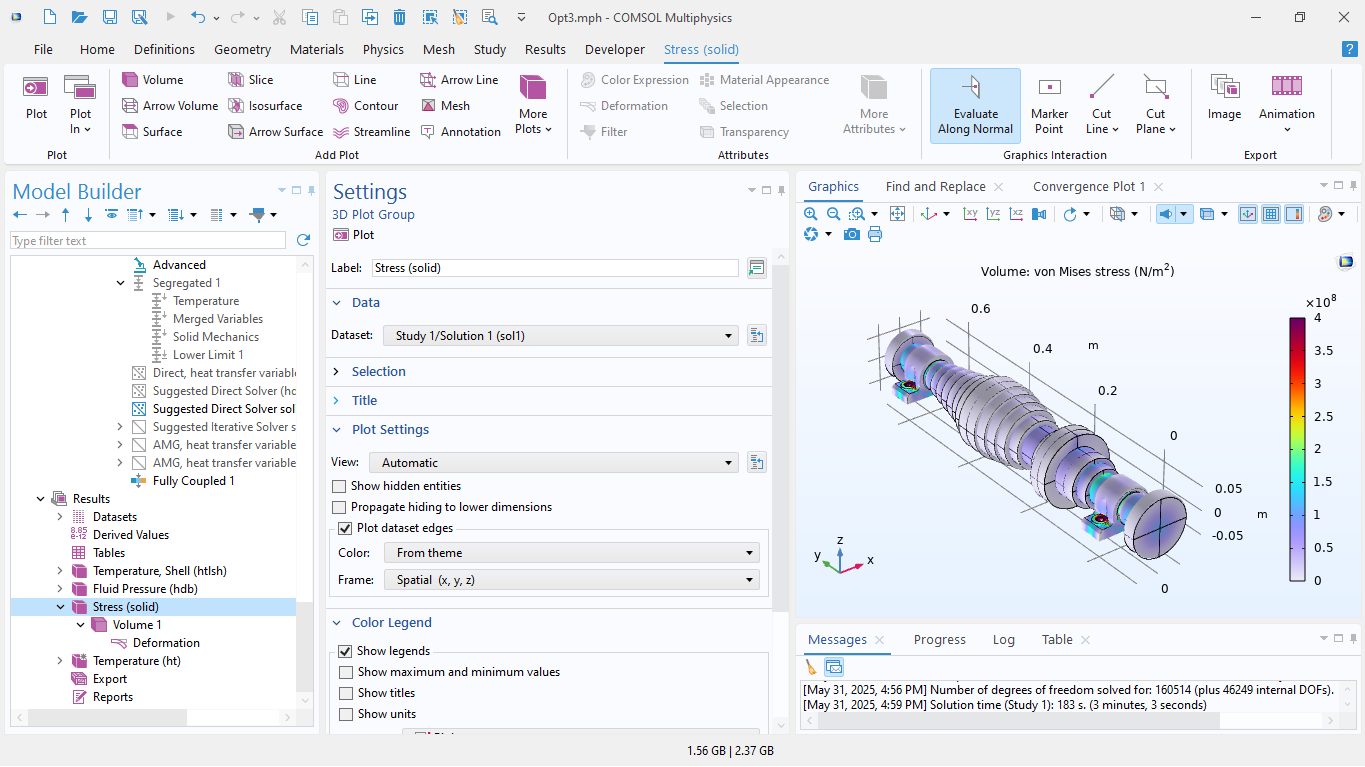 Opt3.mph - COMSOL Multiphysics
File Home Definitions Geometry Materials Physics Mesh Study Results Developer Stress (solid) ?
Plot
Plot
In
Plot
Volume Slice Line Arrow Line
Arrow Volume Isosurface Contour Mesh
Surface Arrow Surface Streamline Annotation
More
Plots
Add Plot
Color Expression Material Appearance
Deformation Selection
Filter Transparency
More
Attributes
Attributes
Evaluate
Along Normal
Marker
Point
Cut
Line
Cut
Plane
Graphics Interaction
Image
Animation
Export
Model Builder
Type filter text
Advanced
Segregated 1
Temperature
Merged Variables
Solid Mechanics
Lower Limit 1
Direct, heat transfer variabl
Suggested Direct Solver (hd
Suggested Direct Solver sol
Suggested Iterative Solver s
AMG, heat transfer variable
AMG, heat transfer variable
Fully Coupled 1
Results
Datasets
8.85
8-12
Derived Values
Tables
Temperature, Shell (htlsh)
Fluid Pressure (hdb)
Stress (solid)
Volume 1
Deformation
Temperature (ht)
Export
Reports
Settings
3D Plot Group
Plot
Label: Stress (solid)
Data
Dataset: Study 1/Solution 1 (sol1)
Selection
Title
Plot Settings
View: Automatic
Show hidden entities
Propagate hiding to lower dimensions
Plot dataset edges
Color: From theme
Frame: Spatial (x, y, z)
Color Legend
Show legends
Show maximum and minimum values
Show titles
Show units
Graphics Find and Replace Convergence Plot 1
xy yz xz
Volume: von Mises stress (N/m²)
×10⁸
4
3.5
3
2.5
2
1.5
1
0.5
0
0.6
0.4
m
0.2
0
0.05
0 m
-0.05
0
z
y
x
Messages Progress Log Table
[May 31, 2025, 4:56 PM] Number of degrees of freedom solved for: 160514 (plus 46249 internal DOFs).
[May 31, 2025, 4:59 PM] Solution time (Study 1): 183 s. (3 minutes, 3 seconds)
1.56 GB | 2.37 GB